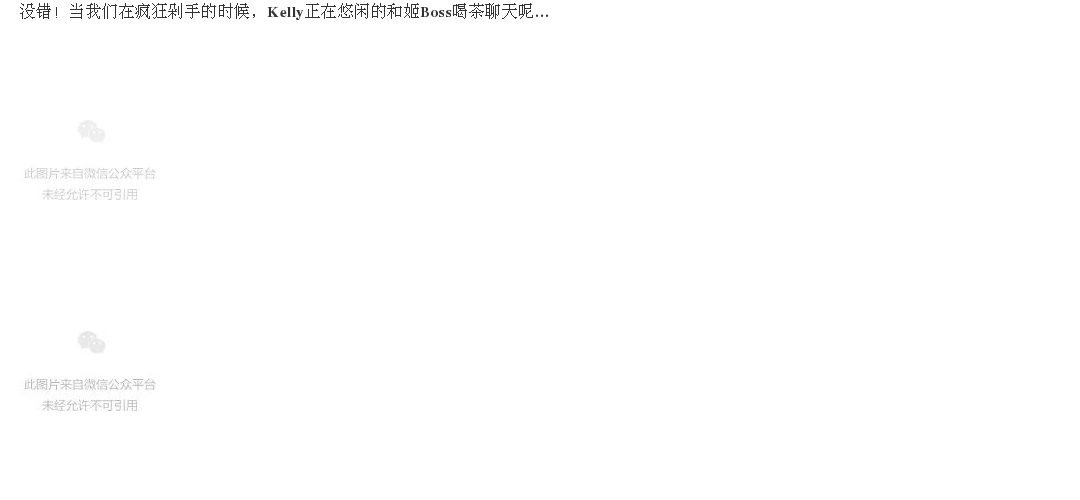 没错！当我们在疯狂剁手的时候，Kelly正在悠闲的和姬Boss喝茶聊天呢…
此图片来自微信公众平台
未经允许不可引用
此图片来自微信公众平台
未经允许不可引用